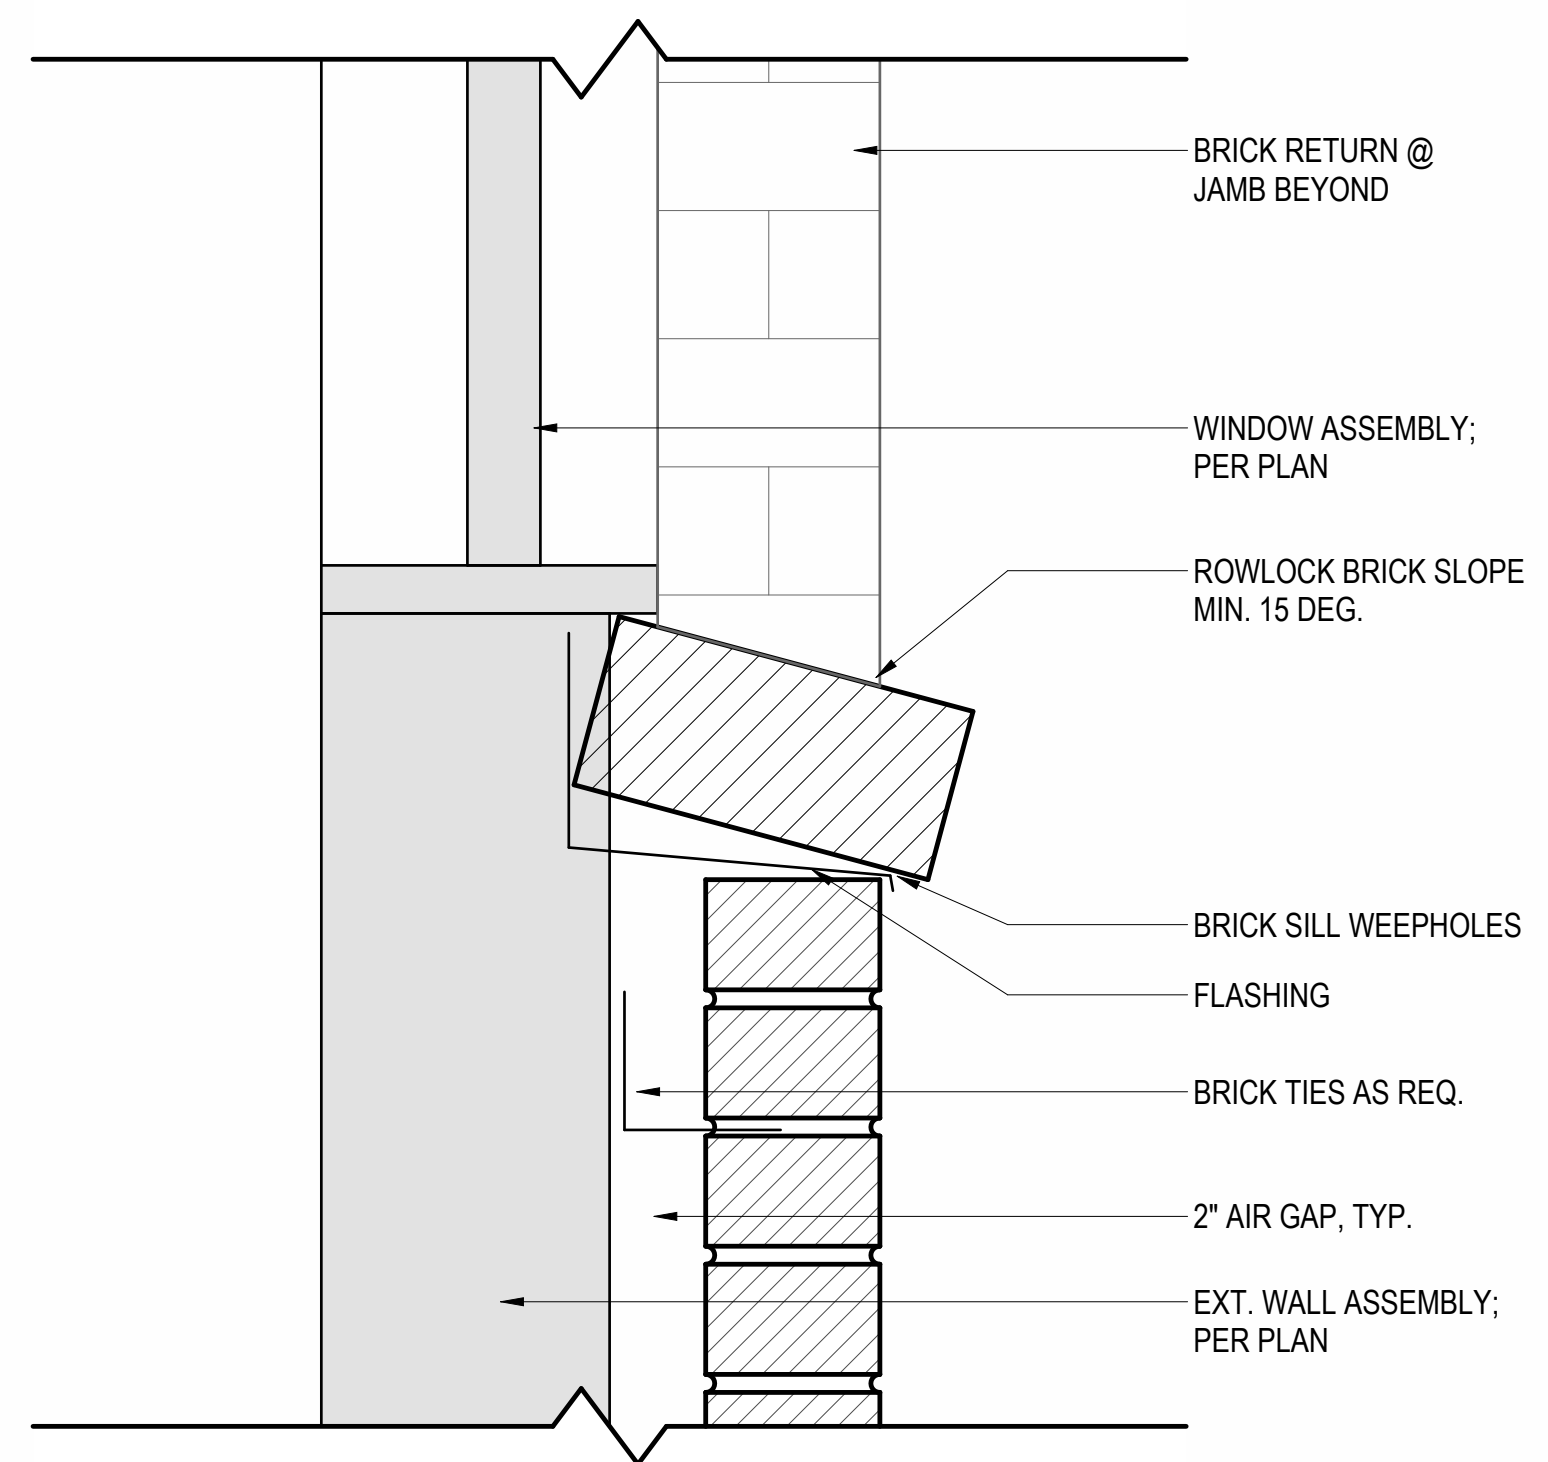 BRICK RETURN @
JAMB BEYOND
WINDOW ASSEMBLY;
PER PLAN
ROWLOCK BRICK SLOPE
MIN. 15 DEG.
BRICK SILL WEEPHOLES
FLASHING
BRICK TIES AS REQ.
2" AIR GAP, TYP.
EXT. WALL ASSEMBLY;
PER PLAN